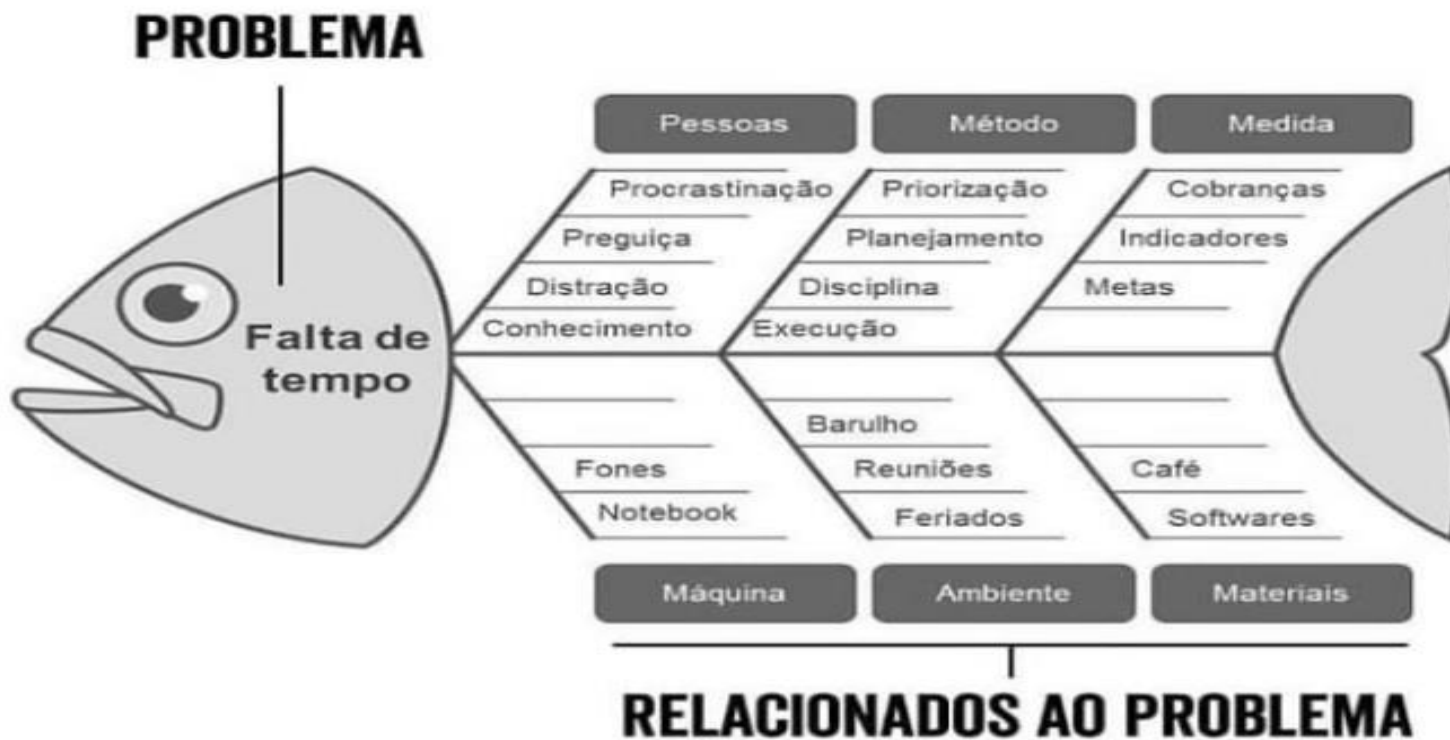 PROBLEMA
Pessoas
Método
Medida
Procrastinação
Priorização
Cobranças
Preguiça
Planejamento
Indicadores
Distração
Disciplina
Metas
Conhecimento
Execução
Falta de
tempo
Barulho
Fones
Reuniões
Café
Notebook
Feriados
Softwares
Máquina
Ambiente
Materiais
RELACIONADOS AO PROBLEMA